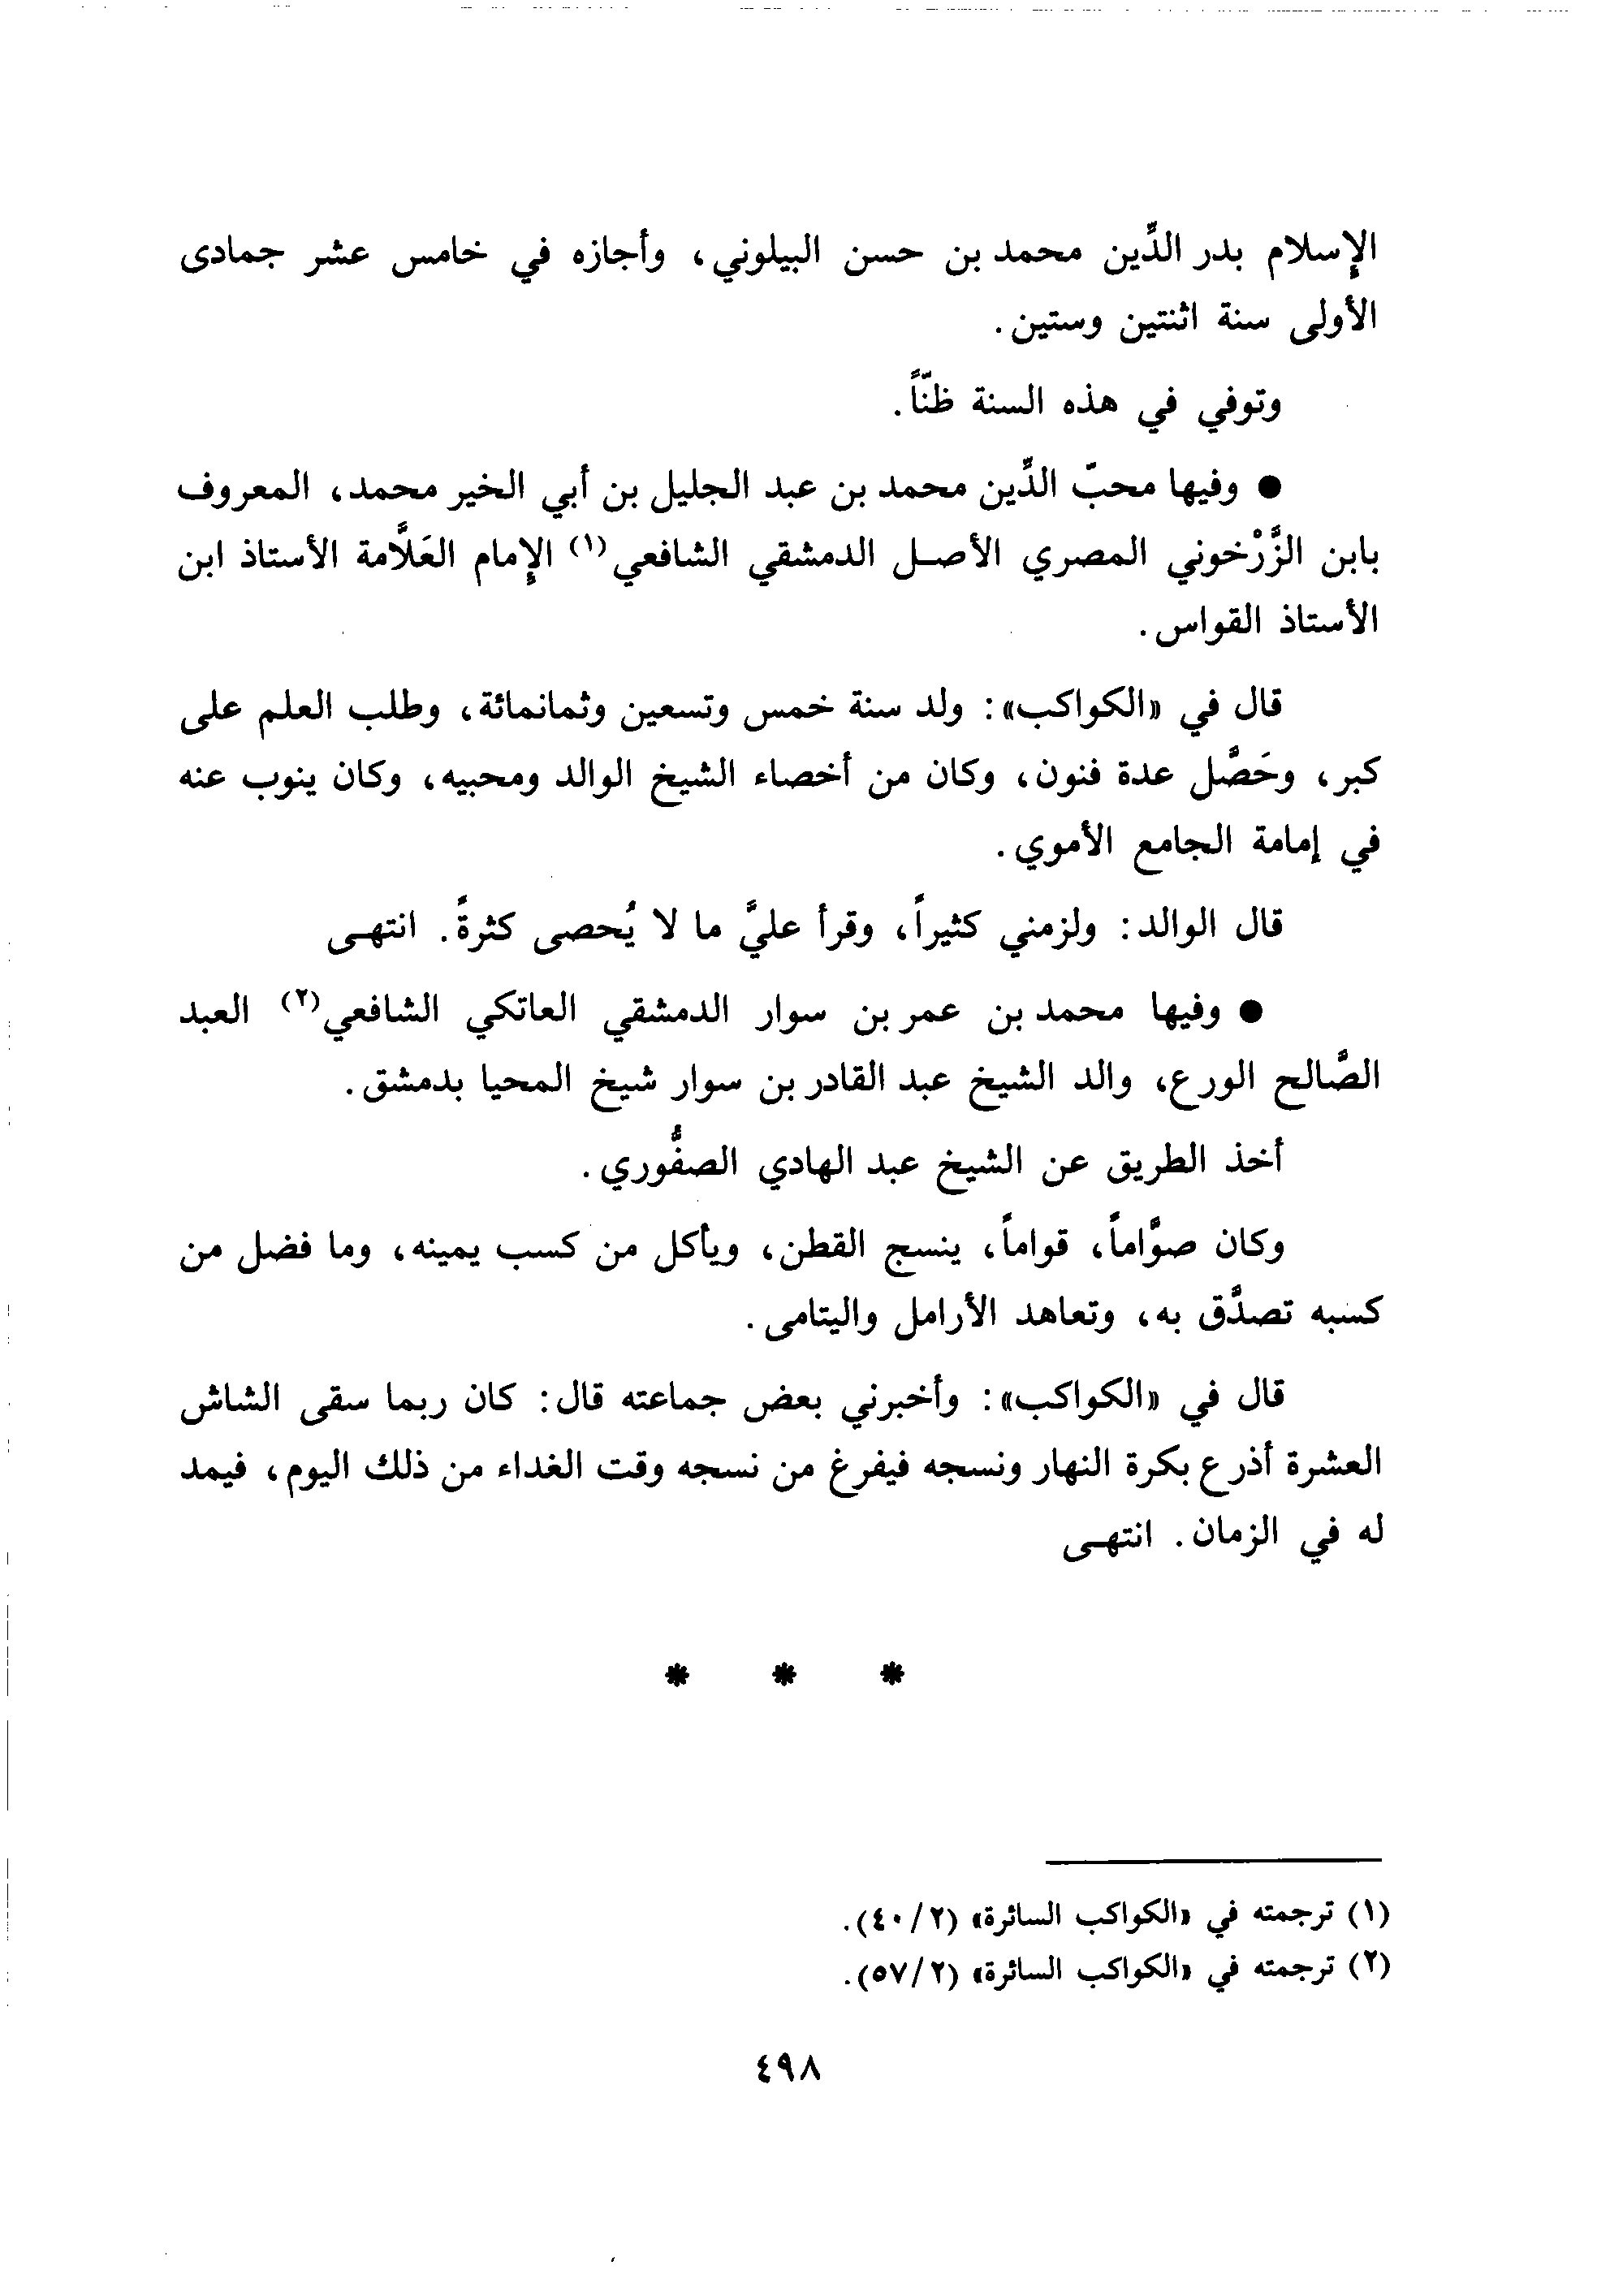 الإسلام بدر الدِّين محمد بن حسن البيلوني، وأجازه في خامس عشر جمادى
الأولى سنة اثنتين وستين.
وتوفي في هذه السنة ظنّاً.
● وفيها محبّ الدِّين محمد بن عبد الجليل بن أبي الخير محمد، المعروف
بابن الزَّرْخوني المصري الأصل الدمشقي الشافعي(١) الإمام العَلاَّمة الأستاذ ابن
الأستاذ القواس.
قال في «الكواكب»: ولد سنة خمس وتسعين وثمانمائة، وطلب العلم على
كبر، وحَصَّل عدة فنون، وكان من أخصاء الشيخ الوالد ومحبيه، وكان ينوب عنه
في إمامة الجامع الأموي.
قال الوالد: ولزمني كثيراً، وقرأ عليَّ ما لا يُحصى كثرةً. انتهى
● وفيها محمد بن عمر بن سوار الدمشقي العاتكي الشافعي(٢) العبد
الصَّالح الورع، والد الشيخ عبد القادر بن سوار شيخ المحيا بدمشق.
أخذ الطريق عن الشيخ عبد الهادي الصفُّوري.
وكان صوَّاماً، قواماً، ينسج القطن، ويأكل من كسب يمينه، وما فضل من
كسبه تصدَّق به، وتعاهد الأرامل واليتامى.
قال في «الكواكب»: وأخبرني بعض جماعته قال: كان ربما سقى الشاش
العشرة أذرع بكرة النهار ونسجه فيفرغ من نسجه وقت الغداء من ذلك اليوم، فيمد
له في الزمان. انتهى
* * *
(١) ترجمته في «الكواكب السائرة» (٤٠/٢).
(٢) ترجمته في «الكواكب السائرة» (٥٧/٢).
٤٩٨